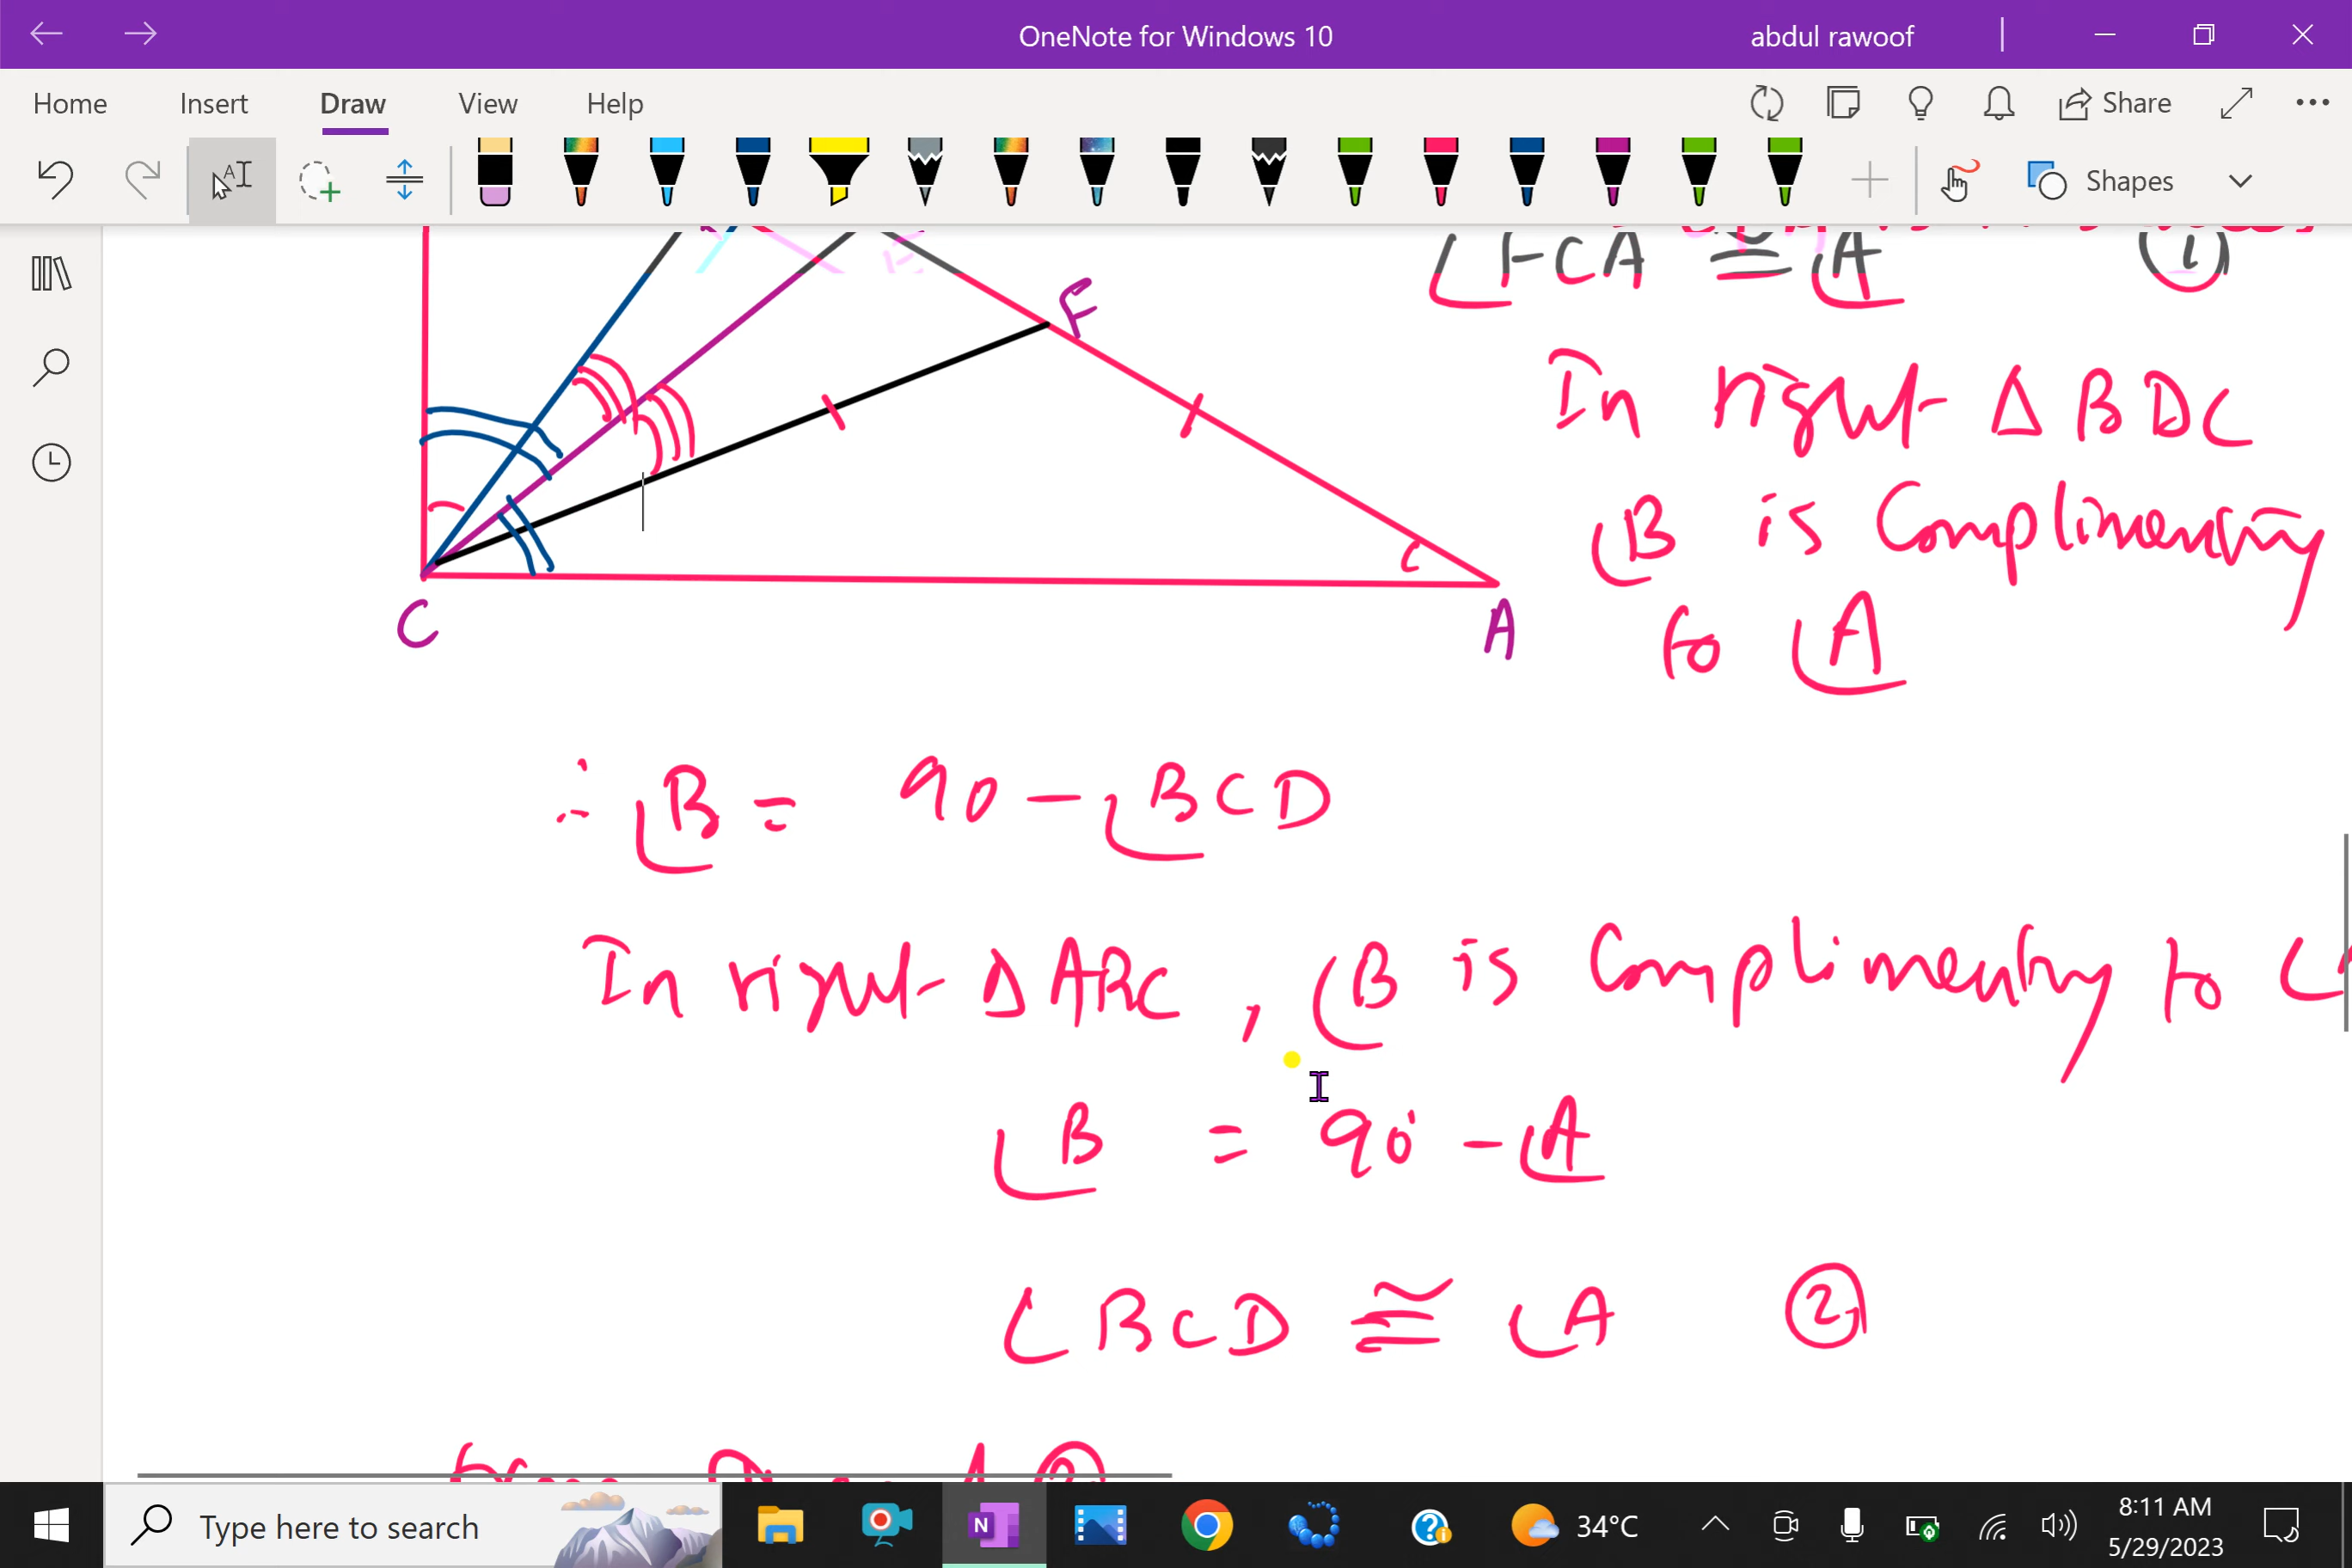 OneNote for Windows 10
abdul rawoof
Home Insert Draw View Help
Share
Shapes
∠FCA ≅ ∠A ①
F
In right Δ BDC
∠B is Complimentry
to ∠A
C
A
∴ ∠B = 90 - ∠BCD
In right Δ ABC, ∠B is Complimentry to ∠
∠B = 90° - ∠A
∠BCD ≅ ∠A ②
Type here to search
34°C
8:11 AM
5/29/2023